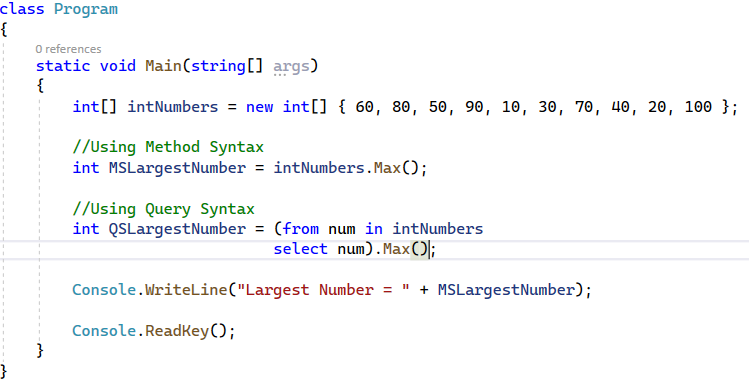 class Program
{
0 references
static void Main(string[] args)
{
int[] intNumbers = new int[] { 60, 80, 50, 90, 10, 30, 70, 40, 20, 100 };
//Using Method Syntax
int MSLargestNumber = intNumbers.Max();
//Using Query Syntax
int QSLargestNumber = (from num in intNumbers
select num).Max();
Console.WriteLine("Largest Number = " + MSLargestNumber);
Console.ReadKey();
}
}